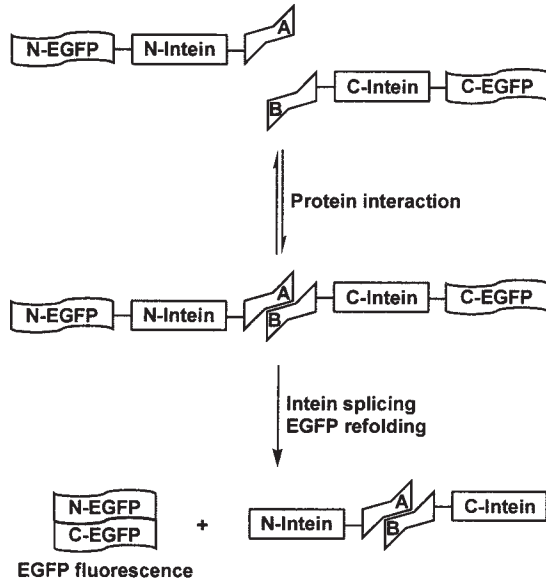 N-EGFP N-Intein A
B C-Intein C-EGFP
Protein interaction
N-EGFP N-Intein A B C-Intein C-EGFP
Intein splicing
EGFP refolding
N-EGFP
C-EGFP
+
N-Intein A B C-Intein
EGFP fluorescence